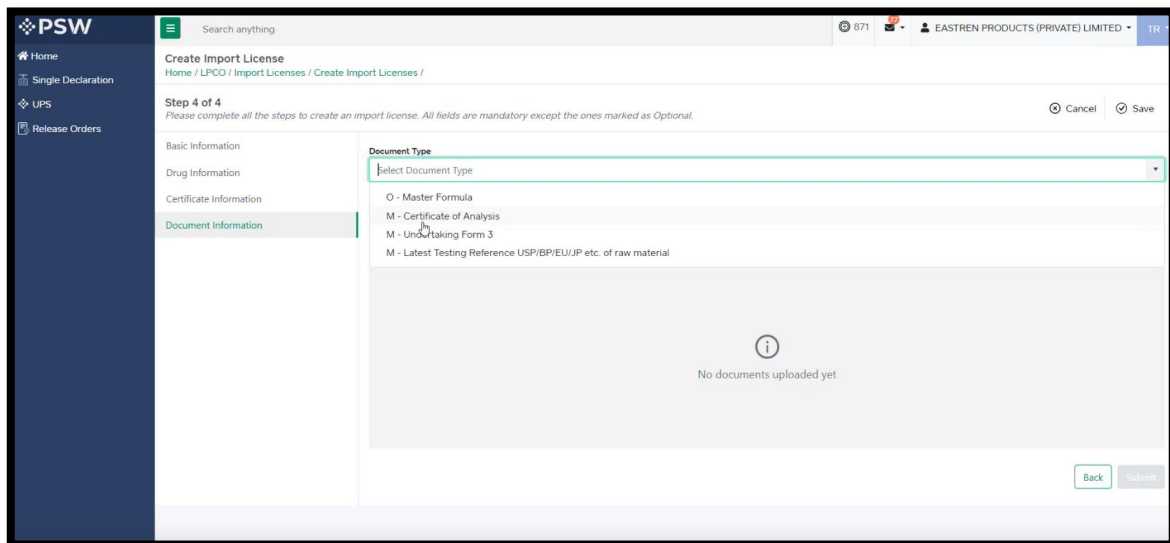 PSW
Search anything
871
27
EASTREN PRODUCTS (PRIVATE) LIMITED
TR
Home
Single Declaration
UPS
Release Orders
Create Import License
Home / LPCO / Import Licenses / Create Import Licenses /
Step 4 of 4
Please complete all the steps to create an import license. All fields are mandatory except the ones marked as Optional.
Cancel
Save
Basic Information
Drug Information
Certificate Information
Document Information
Document Type
Select Document Type
O - Master Formula
M - Certificate of Analysis
M - Undertaking Form 3
M - Latest Testing Reference USP/BP/EU/JP etc. of raw material
No documents uploaded yet
Back
Submit